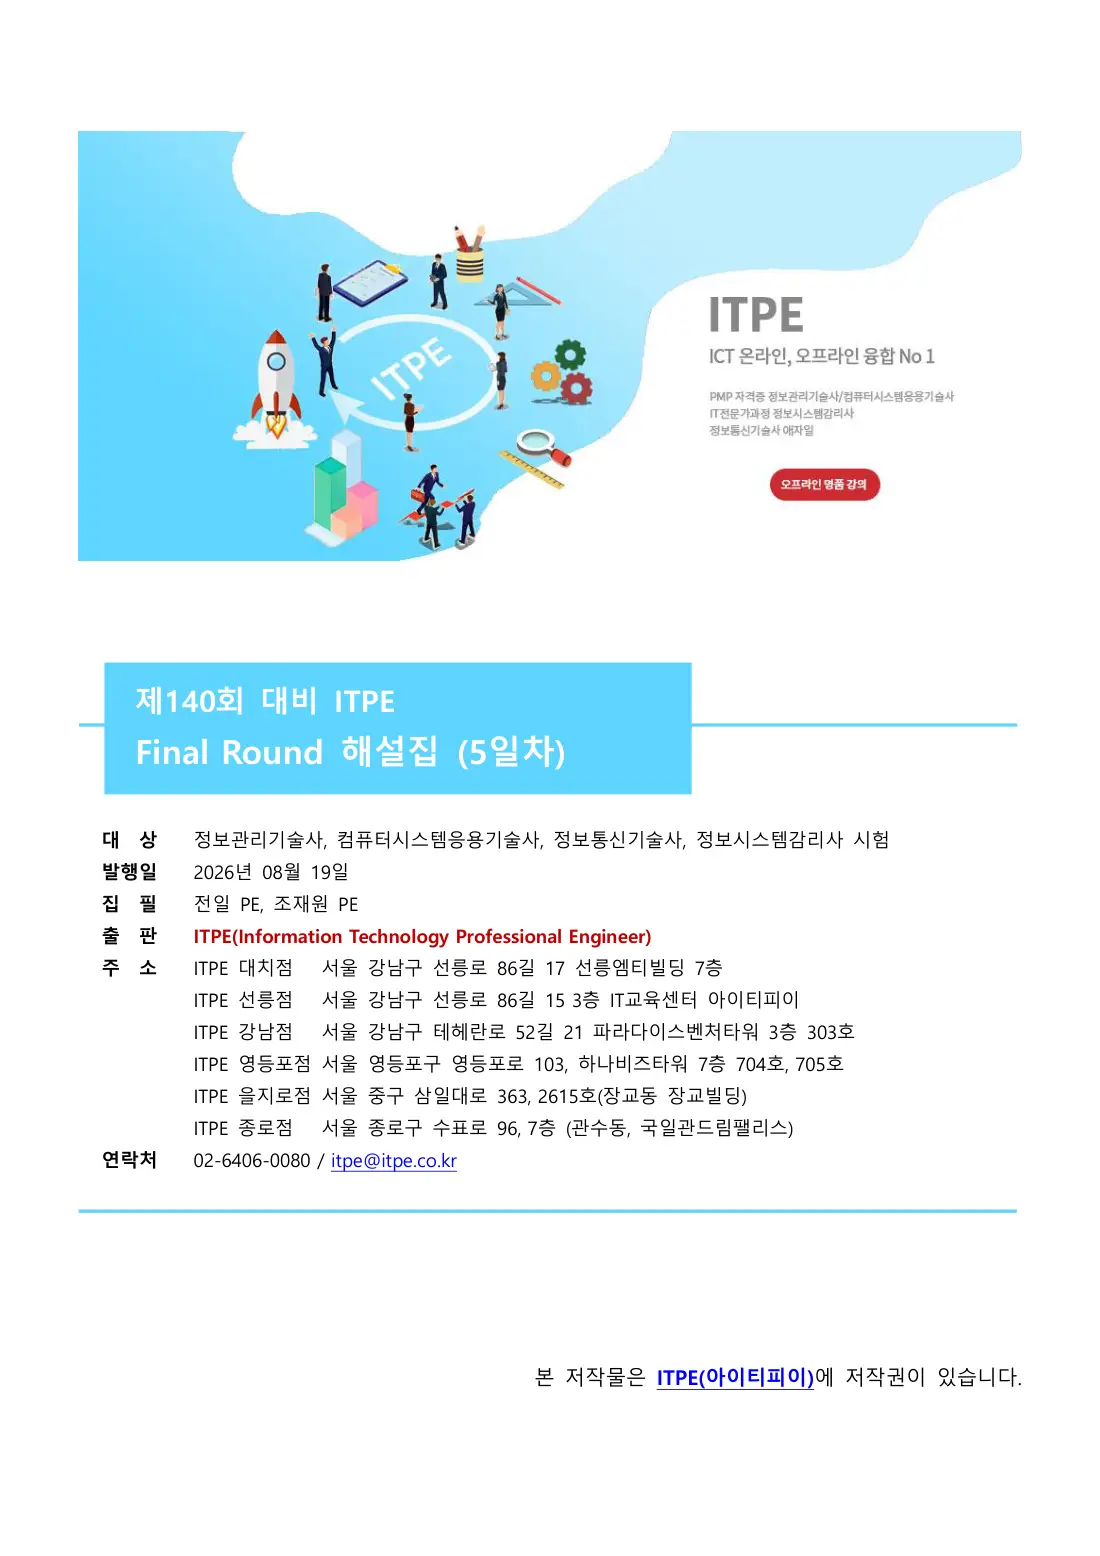 ITPE
ITPE
ICT 온라인, 오프라인 융합 No 1
PMP 자격증 정보관리기술사/컴퓨터시스템응용기술사
IT전문가과정 정보시스템감리사
정보통신기술사 애자일
오프라인 명품 강의
제140회 대비 ITPE
Final Round 해설집 (5일차)
대 상 정보관리기술사, 컴퓨터시스템응용기술사, 정보통신기술사, 정보시스템감리사 시험
발행일 2026년 08월 19일
집 필 전일 PE, 조재원 PE
출 판 ITPE(Information Technology Professional Engineer)
주 소 ITPE 대치점 서울 강남구 선릉로 86길 17 선릉엠티빌딩 7층
ITPE 선릉점 서울 강남구 선릉로 86길 15 3층 IT교육센터 아이티피이
ITPE 강남점 서울 강남구 테헤란로 52길 21 파라다이스벤처타워 3층 303호
ITPE 영등포점 서울 영등포구 영등포로 103, 하나비즈타워 7층 704호, 705호
ITPE 을지로점 서울 중구 삼일대로 363, 2615호(장교동 장교빌딩)
ITPE 종로점 서울 종로구 수표로 96, 7층 (관수동, 국일관드림팰리스)
연락처 02-6406-0080 / itpe@itpe.co.kr
본 저작물은 ITPE(아이티피이)에 저작권이 있습니다.